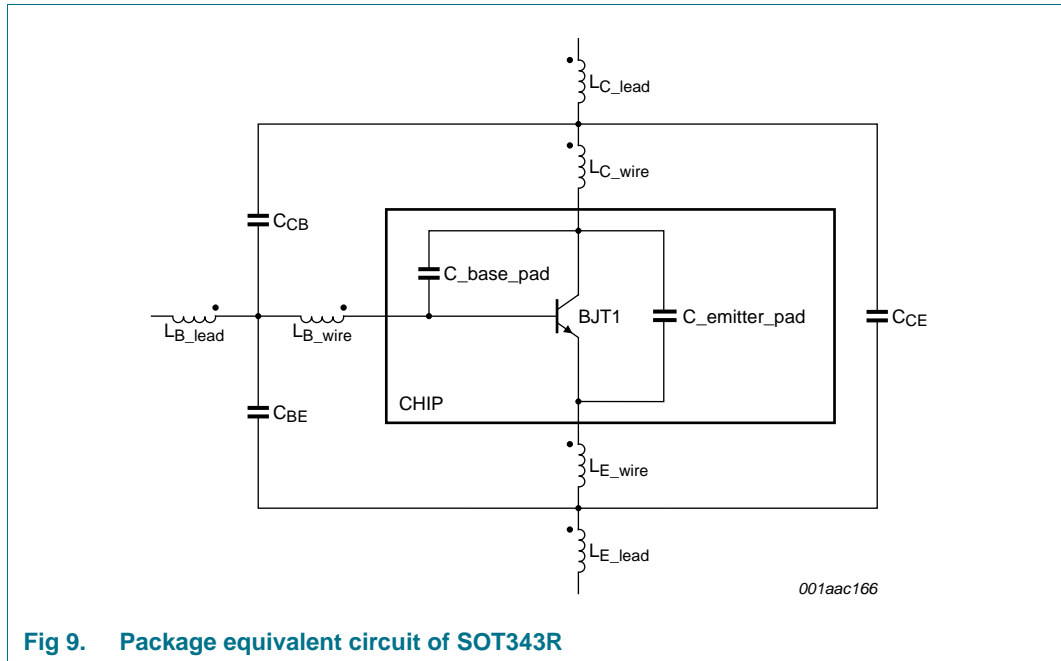 LC_lead
LC_wire
CCB
C_base_pad
BJT1
C_emitter_pad
CCE
LB_lead
LB_wire
CBE
CHIP
LE_wire
LE_lead
001aac166
Fig 9. Package equivalent circuit of SOT343R